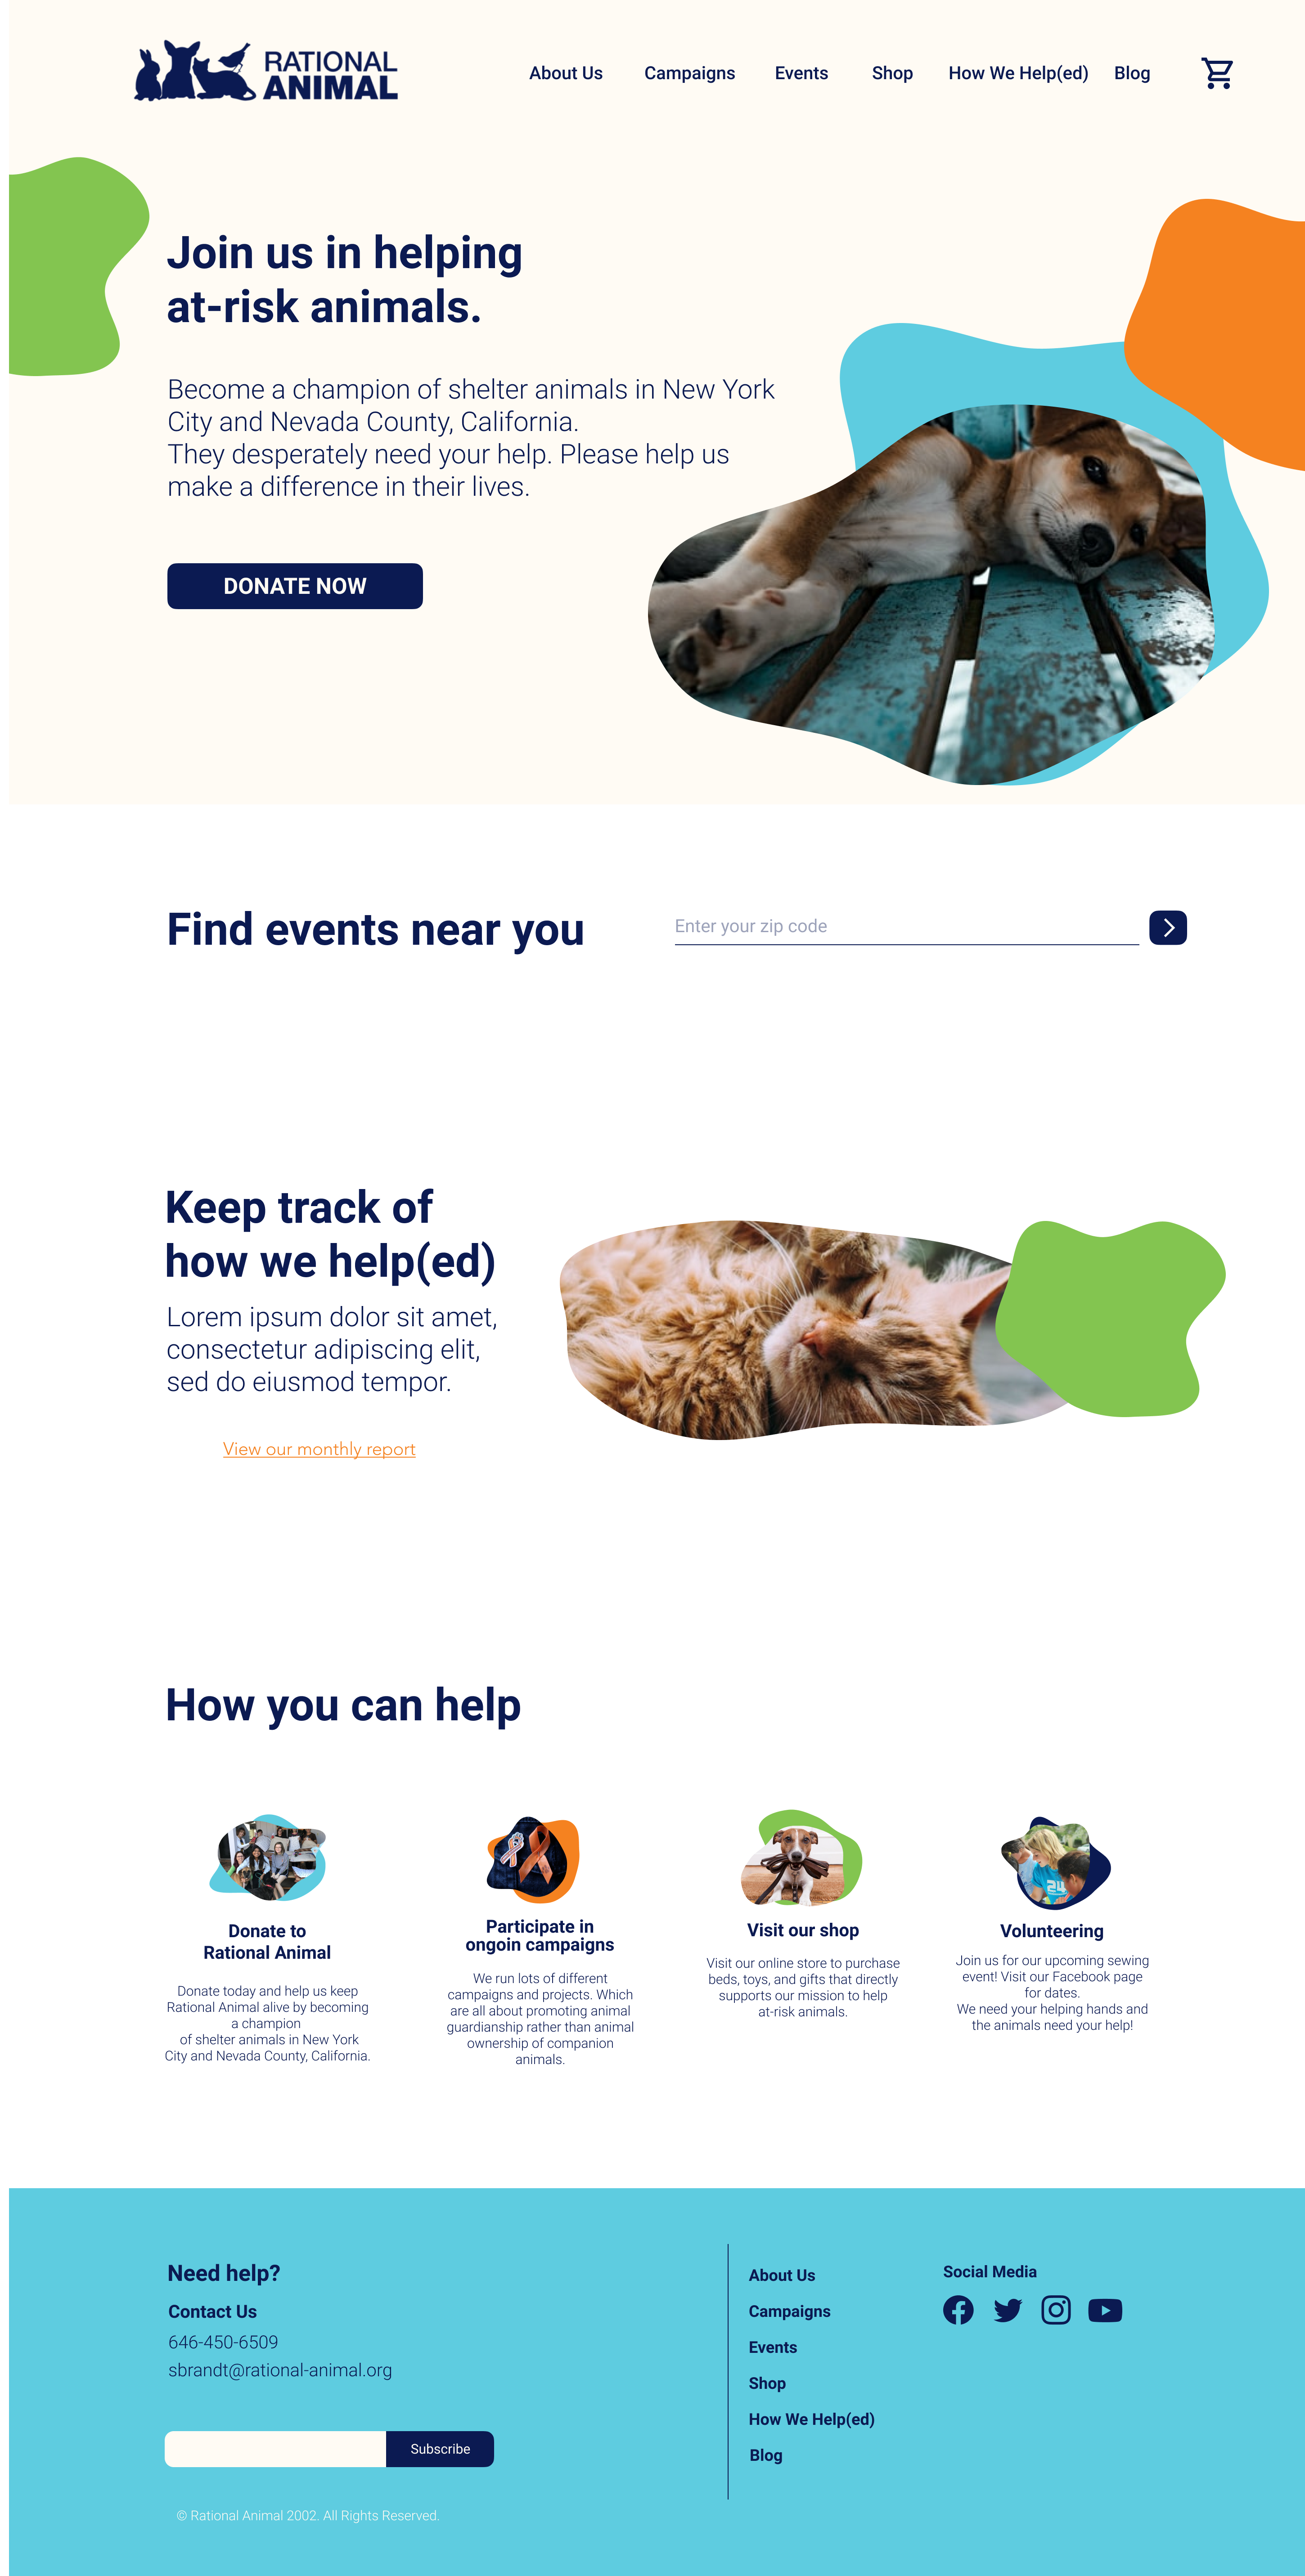 RATIONAL
ANIMAL
About Us
Campaigns
Events
Shop
How We Help(ed)
Blog
Join us in helping
at-risk animals.
Become a champion of shelter animals in New York
City and Nevada County, California.
They desperately need your help. Please help us
make a difference in their lives.
DONATE NOW
Find events near you
Enter your zip code
Keep track of
how we help(ed)
Lorem ipsum dolor sit amet,
consectetur adipiscing elit,
sed do eiusmod tempor.
View our monthly report
How you can help
Donate to
Rational Animal
Donate today and help us keep
Rational Animal alive by becoming
a champion
of shelter animals in New York
City and Nevada County, California.
Participate in
ongoin campaigns
We run lots of different
campaigns and projects. Which
are all about promoting animal
guardianship rather than animal
ownership of companion
animals.
Visit our shop
Visit our online store to purchase
beds, toys, and gifts that directly
supports our mission to help
at-risk animals.
24
Volunteering
Join us for our upcoming sewing
event! Visit our Facebook page
for dates.
We need your helping hands and
the animals need your help!
Need help?
Contact Us
646-450-6509
sbrandt@rational-animal.org
Subscribe
© Rational Animal 2002. All Rights Reserved.
About Us
Campaigns
Events
Shop
How We Help(ed)
Blog
Social Media